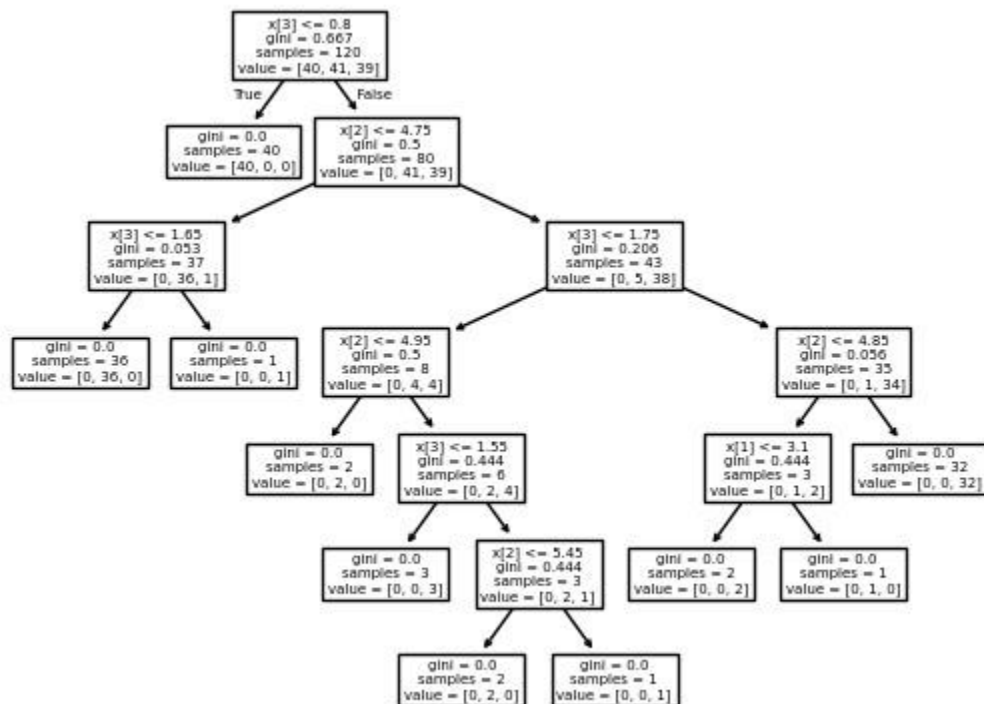 x[3] <= 0.8
gini = 0.667
samples = 120
value = [40, 41, 39]
True
False
gini = 0.0
samples = 40
value = [40, 0, 0]
x[2] <= 4.75
gini = 0.5
samples = 80
value = [0, 41, 39]
x[3] <= 1.65
gini = 0.053
samples = 37
value = [0, 36, 1]
x[3] <= 1.75
gini = 0.206
samples = 43
value = [0, 5, 38]
gini = 0.0
samples = 36
value = [0, 36, 0]
gini = 0.0
samples = 1
value = [0, 0, 1]
x[2] <= 4.95
gini = 0.5
samples = 8
value = [0, 4, 4]
x[2] <= 4.85
gini = 0.056
samples = 35
value = [0, 1, 34]
gini = 0.0
samples = 2
value = [0, 2, 0]
x[3] <= 1.55
gini = 0.444
samples = 6
value = [0, 2, 4]
x[1] <= 3.1
gini = 0.444
samples = 3
value = [0, 1, 2]
gini = 0.0
samples = 32
value = [0, 0, 32]
gini = 0.0
samples = 3
value = [0, 0, 3]
x[2] <= 5.45
gini = 0.444
samples = 3
value = [0, 2, 1]
gini = 0.0
samples = 2
value = [0, 0, 2]
gini = 0.0
samples = 1
value = [0, 1, 0]
gini = 0.0
samples = 2
value = [0, 2, 0]
gini = 0.0
samples = 1
value = [0, 0, 1]